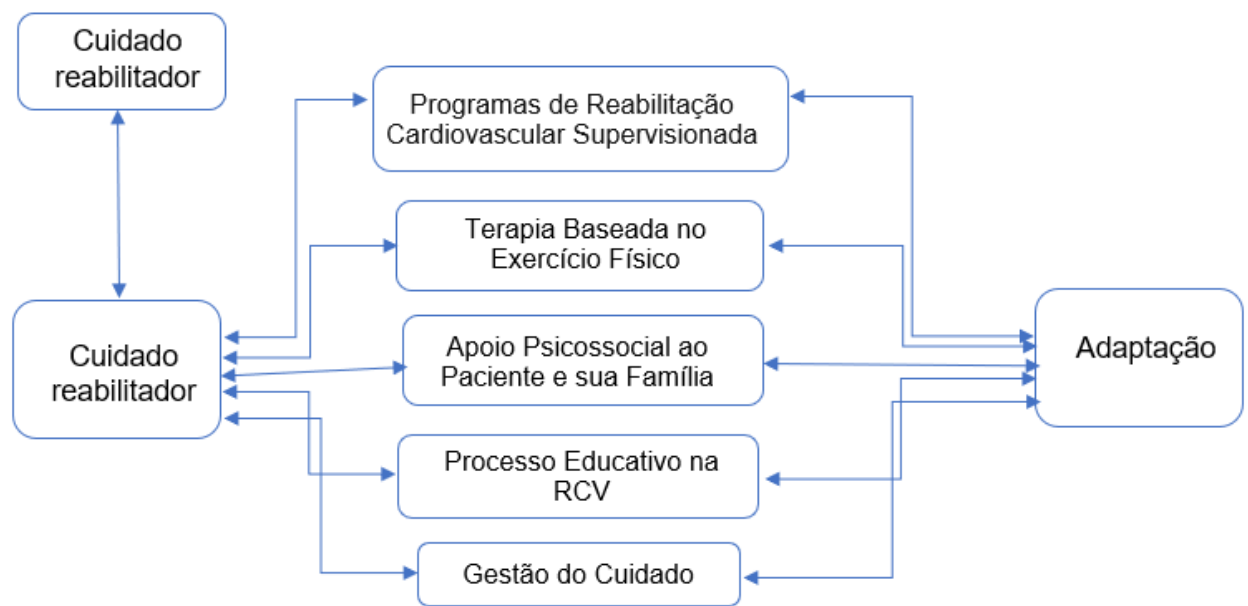 Cuidado
reabilitador
Programas de Reabilitação
Cardiovascular Supervisionada
Terapia Baseada no
Exercício Físico
Cuidado
reabilitador
Apoio Psicossocial ao
Paciente e sua Família
Adaptação
Processo Educativo na
RCV
Gestão do Cuidado